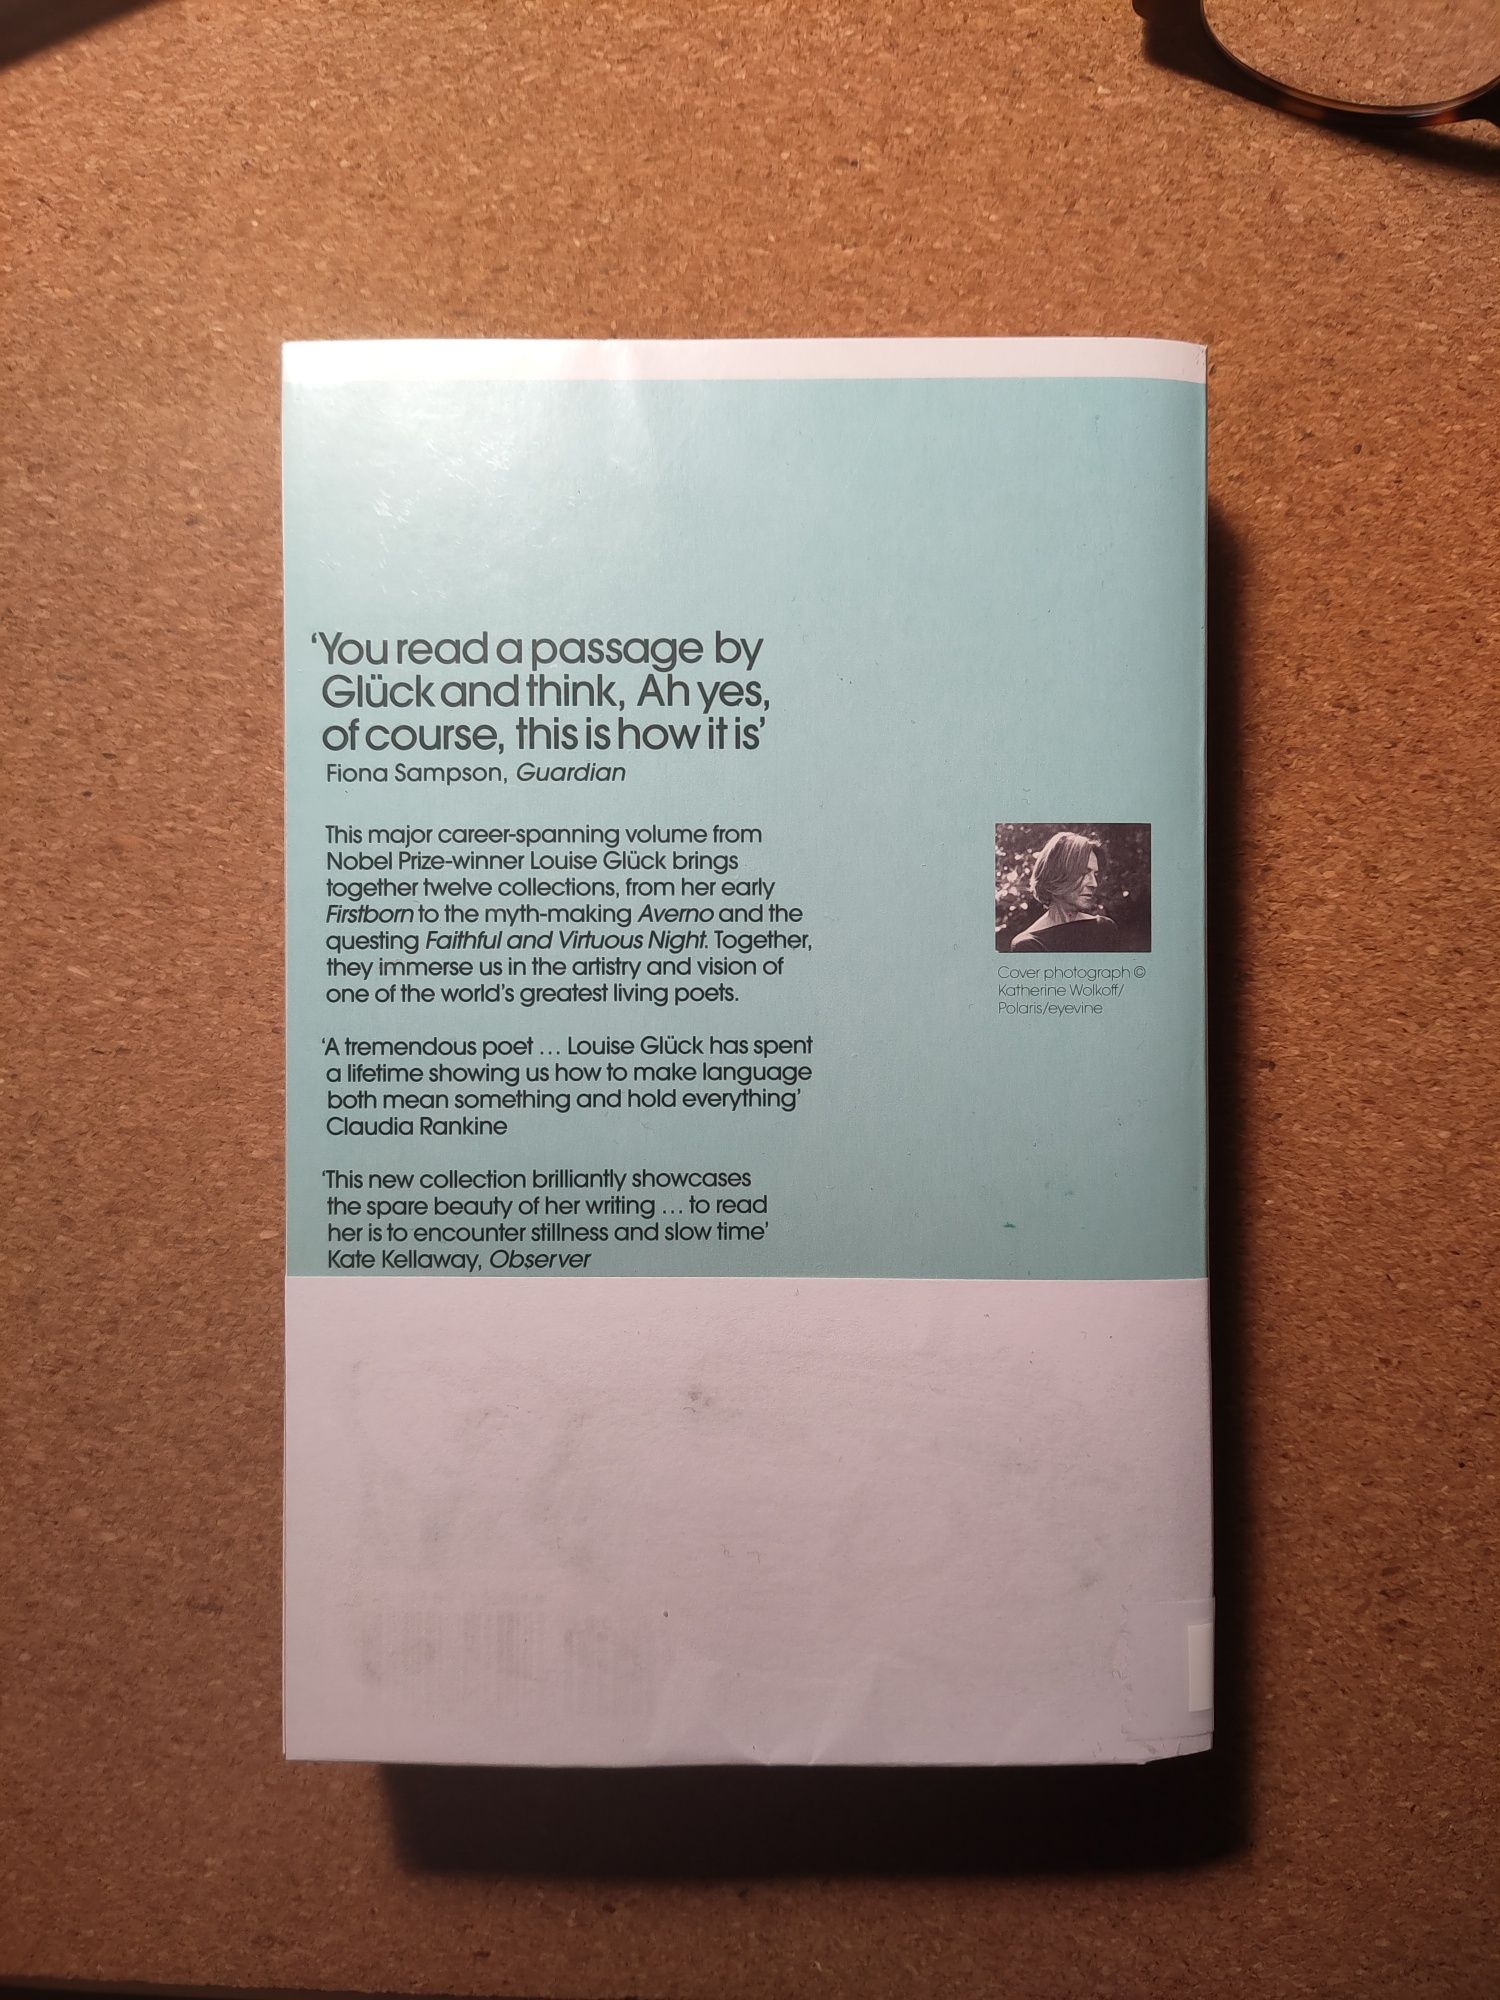 ‘You read a passage by
Glück and think, Ah yes,
of course, this is how it is’
Fiona Sampson, Guardian
This major career-spanning volume from
Nobel Prize-winner Louise Glück brings
together twelve collections, from her early
Firstborn to the myth-making Averno and the
questing Faithful and Virtuous Night. Together,
they immerse us in the artistry and vision of
one of the world’s greatest living poets.
‘A tremendous poet … Louise Glück has spent
a lifetime showing us how to make language
both mean something and hold everything’
Claudia Rankine
‘This new collection brilliantly showcases
the spare beauty of her writing … to read
her is to encounter stillness and slow time’
Kate Kellaway, Observer
Cover photograph ©
Katherine Wolkoff/
Polaris/eyevine